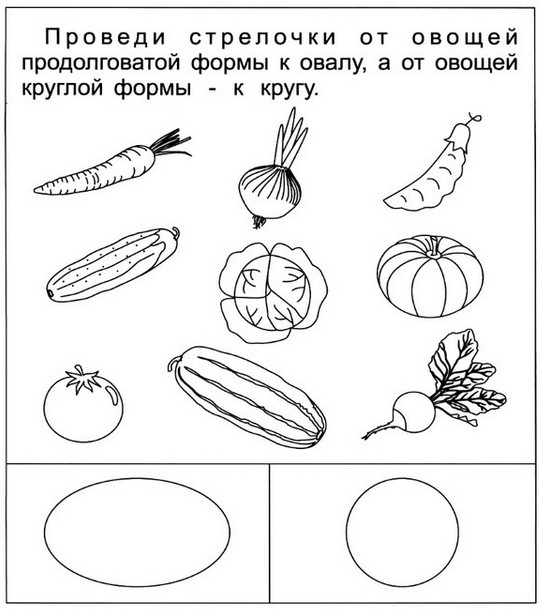 Проведи стрелочки от овощей
продолговатой формы к овалу, а от овощей
круглой формы - к кругу.